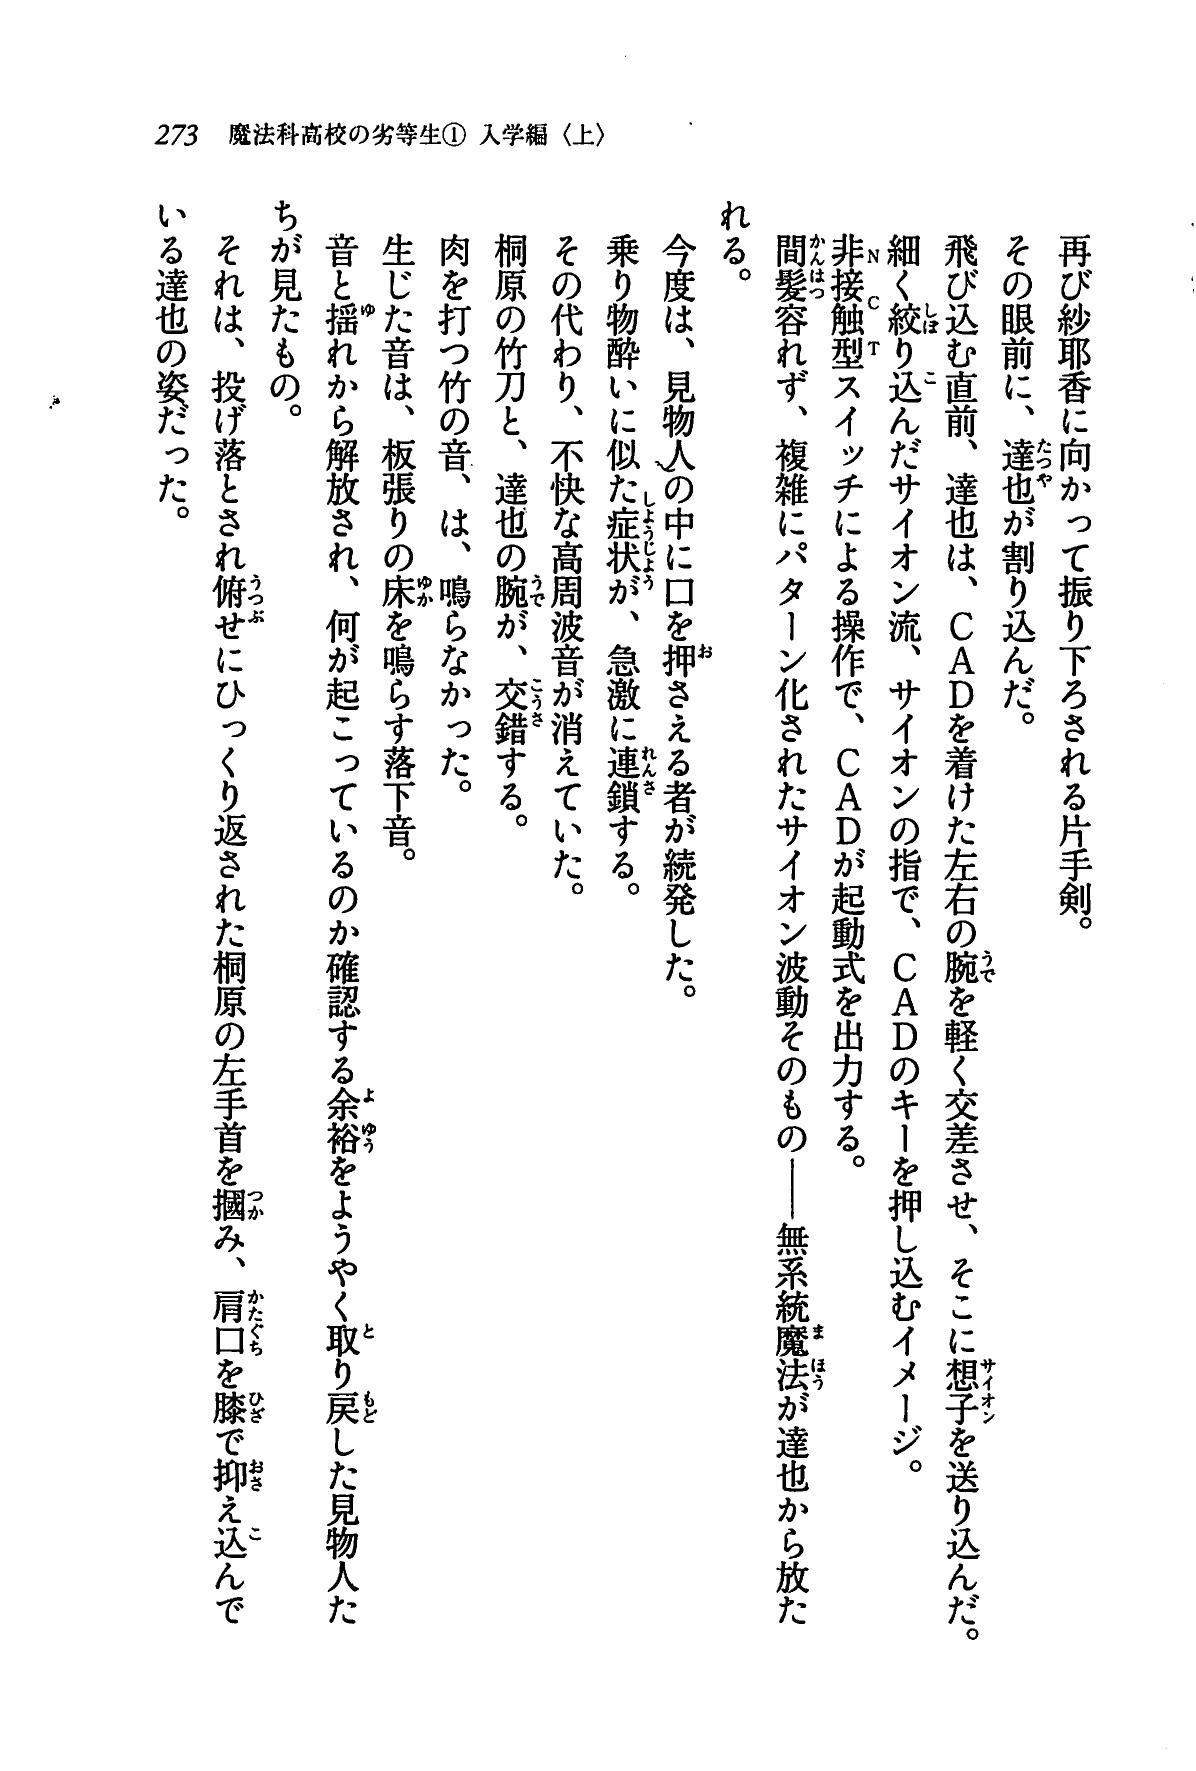 273 魔法科高校の劣等生① 入学編〈上〉
再び紗耶香に向かって振り下ろされる片手剣。
その眼前に、達也が割り込んだ。
飛び込む直前、達也は、ＣＡＤを着けた左右の腕を軽く交差させ、そこに想子を送り込んだ。
細く絞り込んだサイオン流、サイオンの指で、ＣＡＤのキーを押し込むイメージ。
非接触型スイッチによる操作で、ＣＡＤが起動式を出力する。
間髪容れず、複雑にパターン化されたサイオン波動そのもの――無系統魔法が達也から放た
れる。
今度は、見物人の中に口を押さえる者が続発した。
乗り物酔いに似た症状が、急激に連鎖する。
その代わり、不快な高周波音が消えていた。
桐原の竹刀と、達也の腕が、交錯する。
肉を打つ竹の音、は、鳴らなかった。
生じた音は、板張りの床を鳴らす落下音。
音と揺れから解放され、何が起こっているのか確認する余裕をようやく取り戻した見物人た
ちが見たもの。
それは、投げ落とされ俯せにひっくり返された桐原の左手首を摑み、肩口を膝で抑え込んで
いる達也の姿だった。